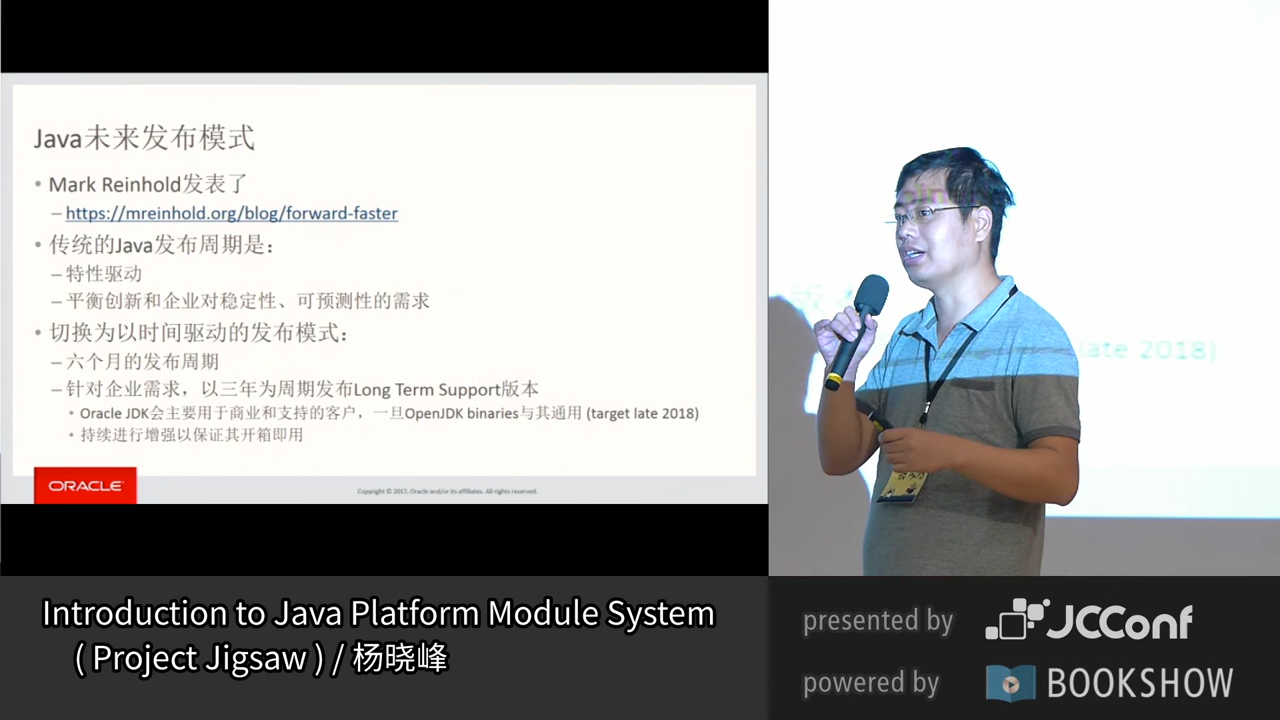 Java未来发布模式
• Mark Reinhold发表了
– https://mreinhold.org/blog/forward-faster
• 传统的Java发布周期是：
– 特性驱动
– 平衡创新和企业对稳定性、可预测性的需求
• 切换为以时间驱动的发布模式：
– 六个月的发布周期
– 针对企业需求，以三年为周期发布Long Term Support版本
• Oracle JDK会主要用于商业和支持的客户，一旦OpenJDK binaries与其通用 (target late 2018)
• 持续进行增强以保证其开箱即用
ORACLE
Copyright © 2017, Oracle and/or its affiliates. All rights reserved.
late 2018)
Introduction to Java Platform Module System
( Project Jigsaw ) / 杨晓峰
presented by JCConf
powered by BOOKSHOW